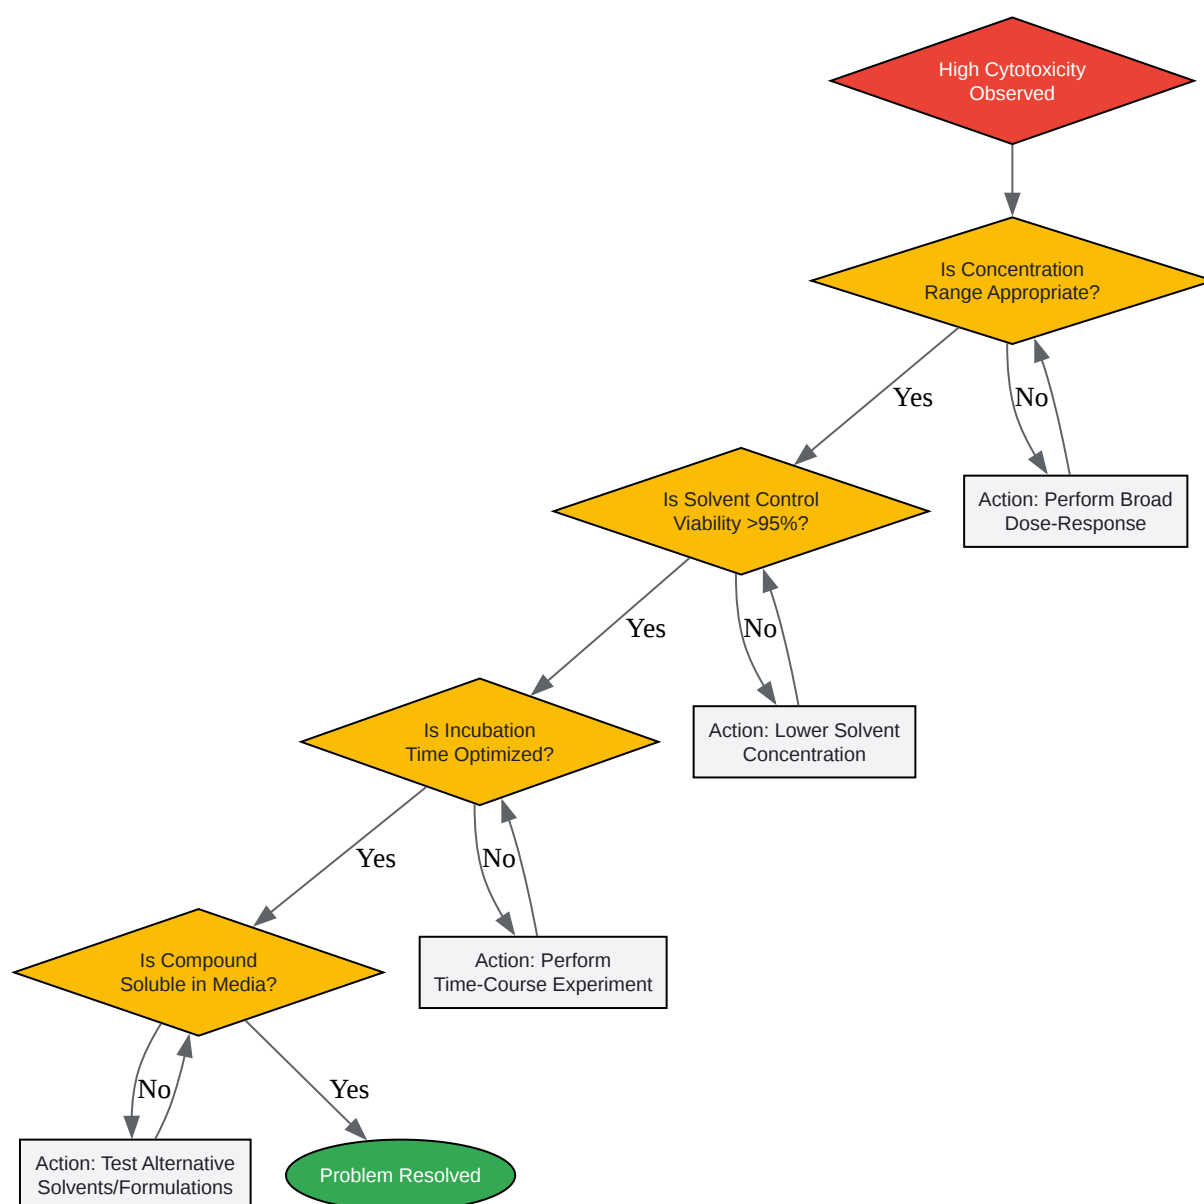 High Cytotoxicity
Observed
Is Concentration
Range Appropriate?
Yes
No
Action: Perform Broad
Dose-Response
Is Solvent Control
Viability >95%?
Yes
No
Action: Lower Solvent
Concentration
Is Incubation
Time Optimized?
Yes
No
Action: Perform
Time-Course Experiment
Is Compound
Soluble in Media?
No
Yes
Action: Test Alternative
Solvents/Formulations
Problem Resolved